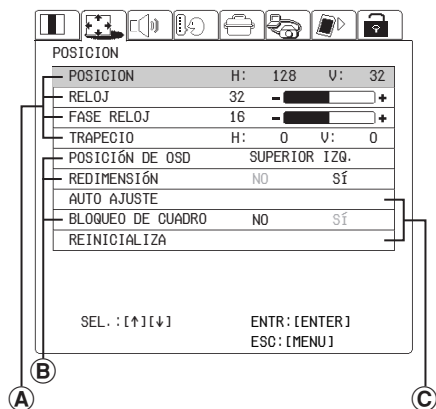 POSICION
POSICION H: 128 V: 32
RELOJ 32 - +
FASE RELOJ 16 - +
TRAPECIO H: 0 V: 0
POSICIóN DE OSD SUPERIOR IZQ.
REDIMENSIóN NO SÍ
AUTO AJUSTE
BLOQUEO DE CUADRO NO SÍ
REINICIALIZA
SEL.:[↑][↓] ENTR:[ENTER]
ESC:[MENU]
B
A C